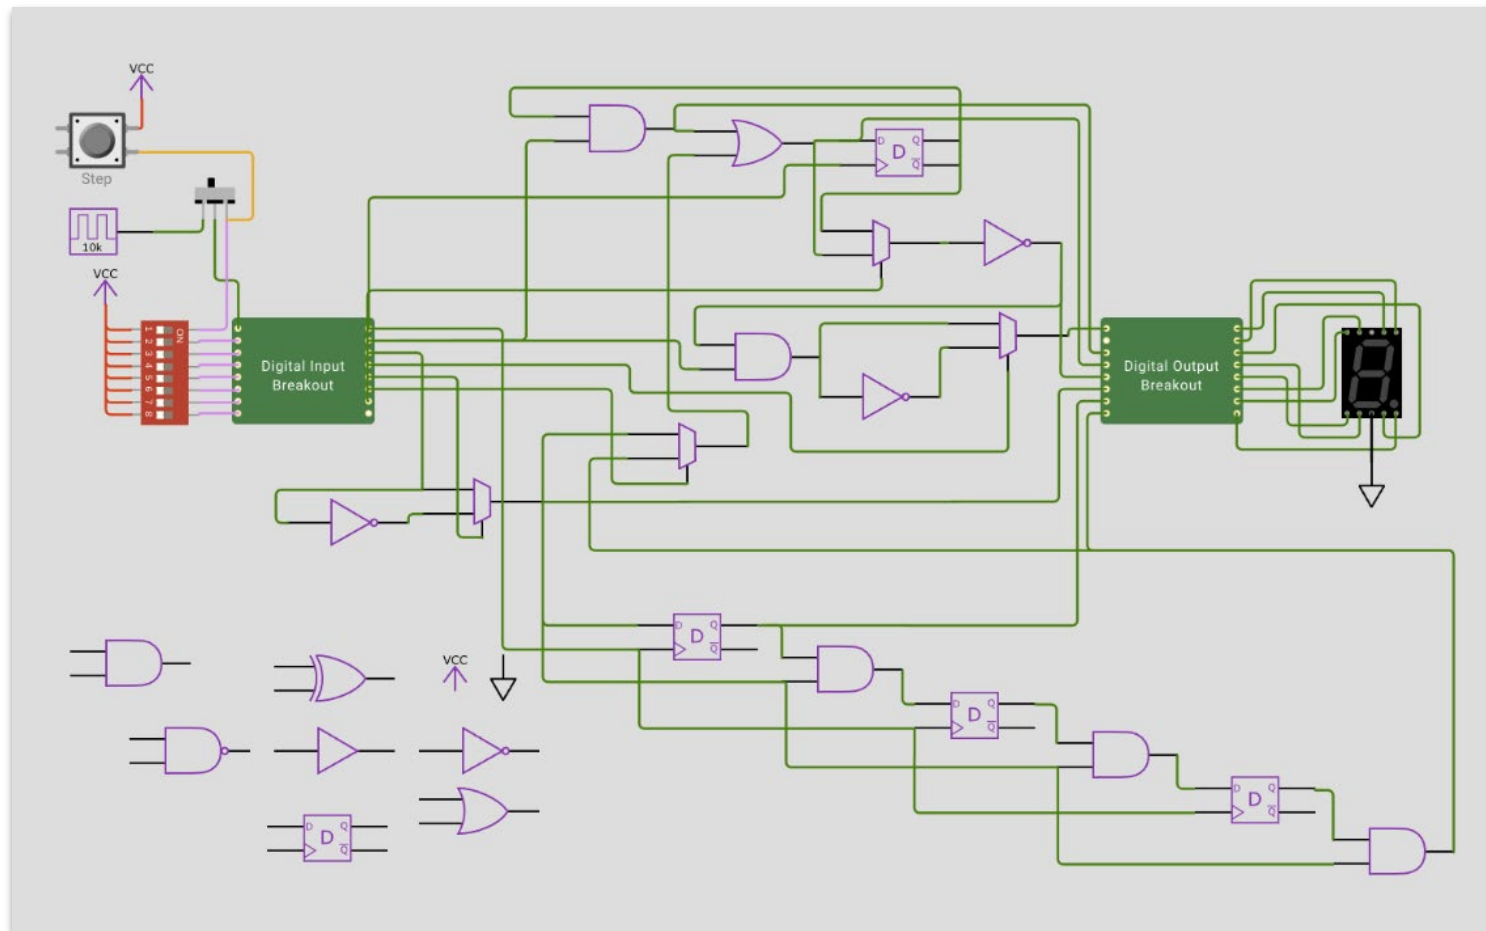 VCC
Step
10k
VCC
1
2
3
4
5
6
7
8
ON
Digital Input
Breakout
D Q
D
Q
Digital Output
Breakout
D Q
D
Q
VCC
D Q
D
Q
D Q
D
Q
D Q
D
Q